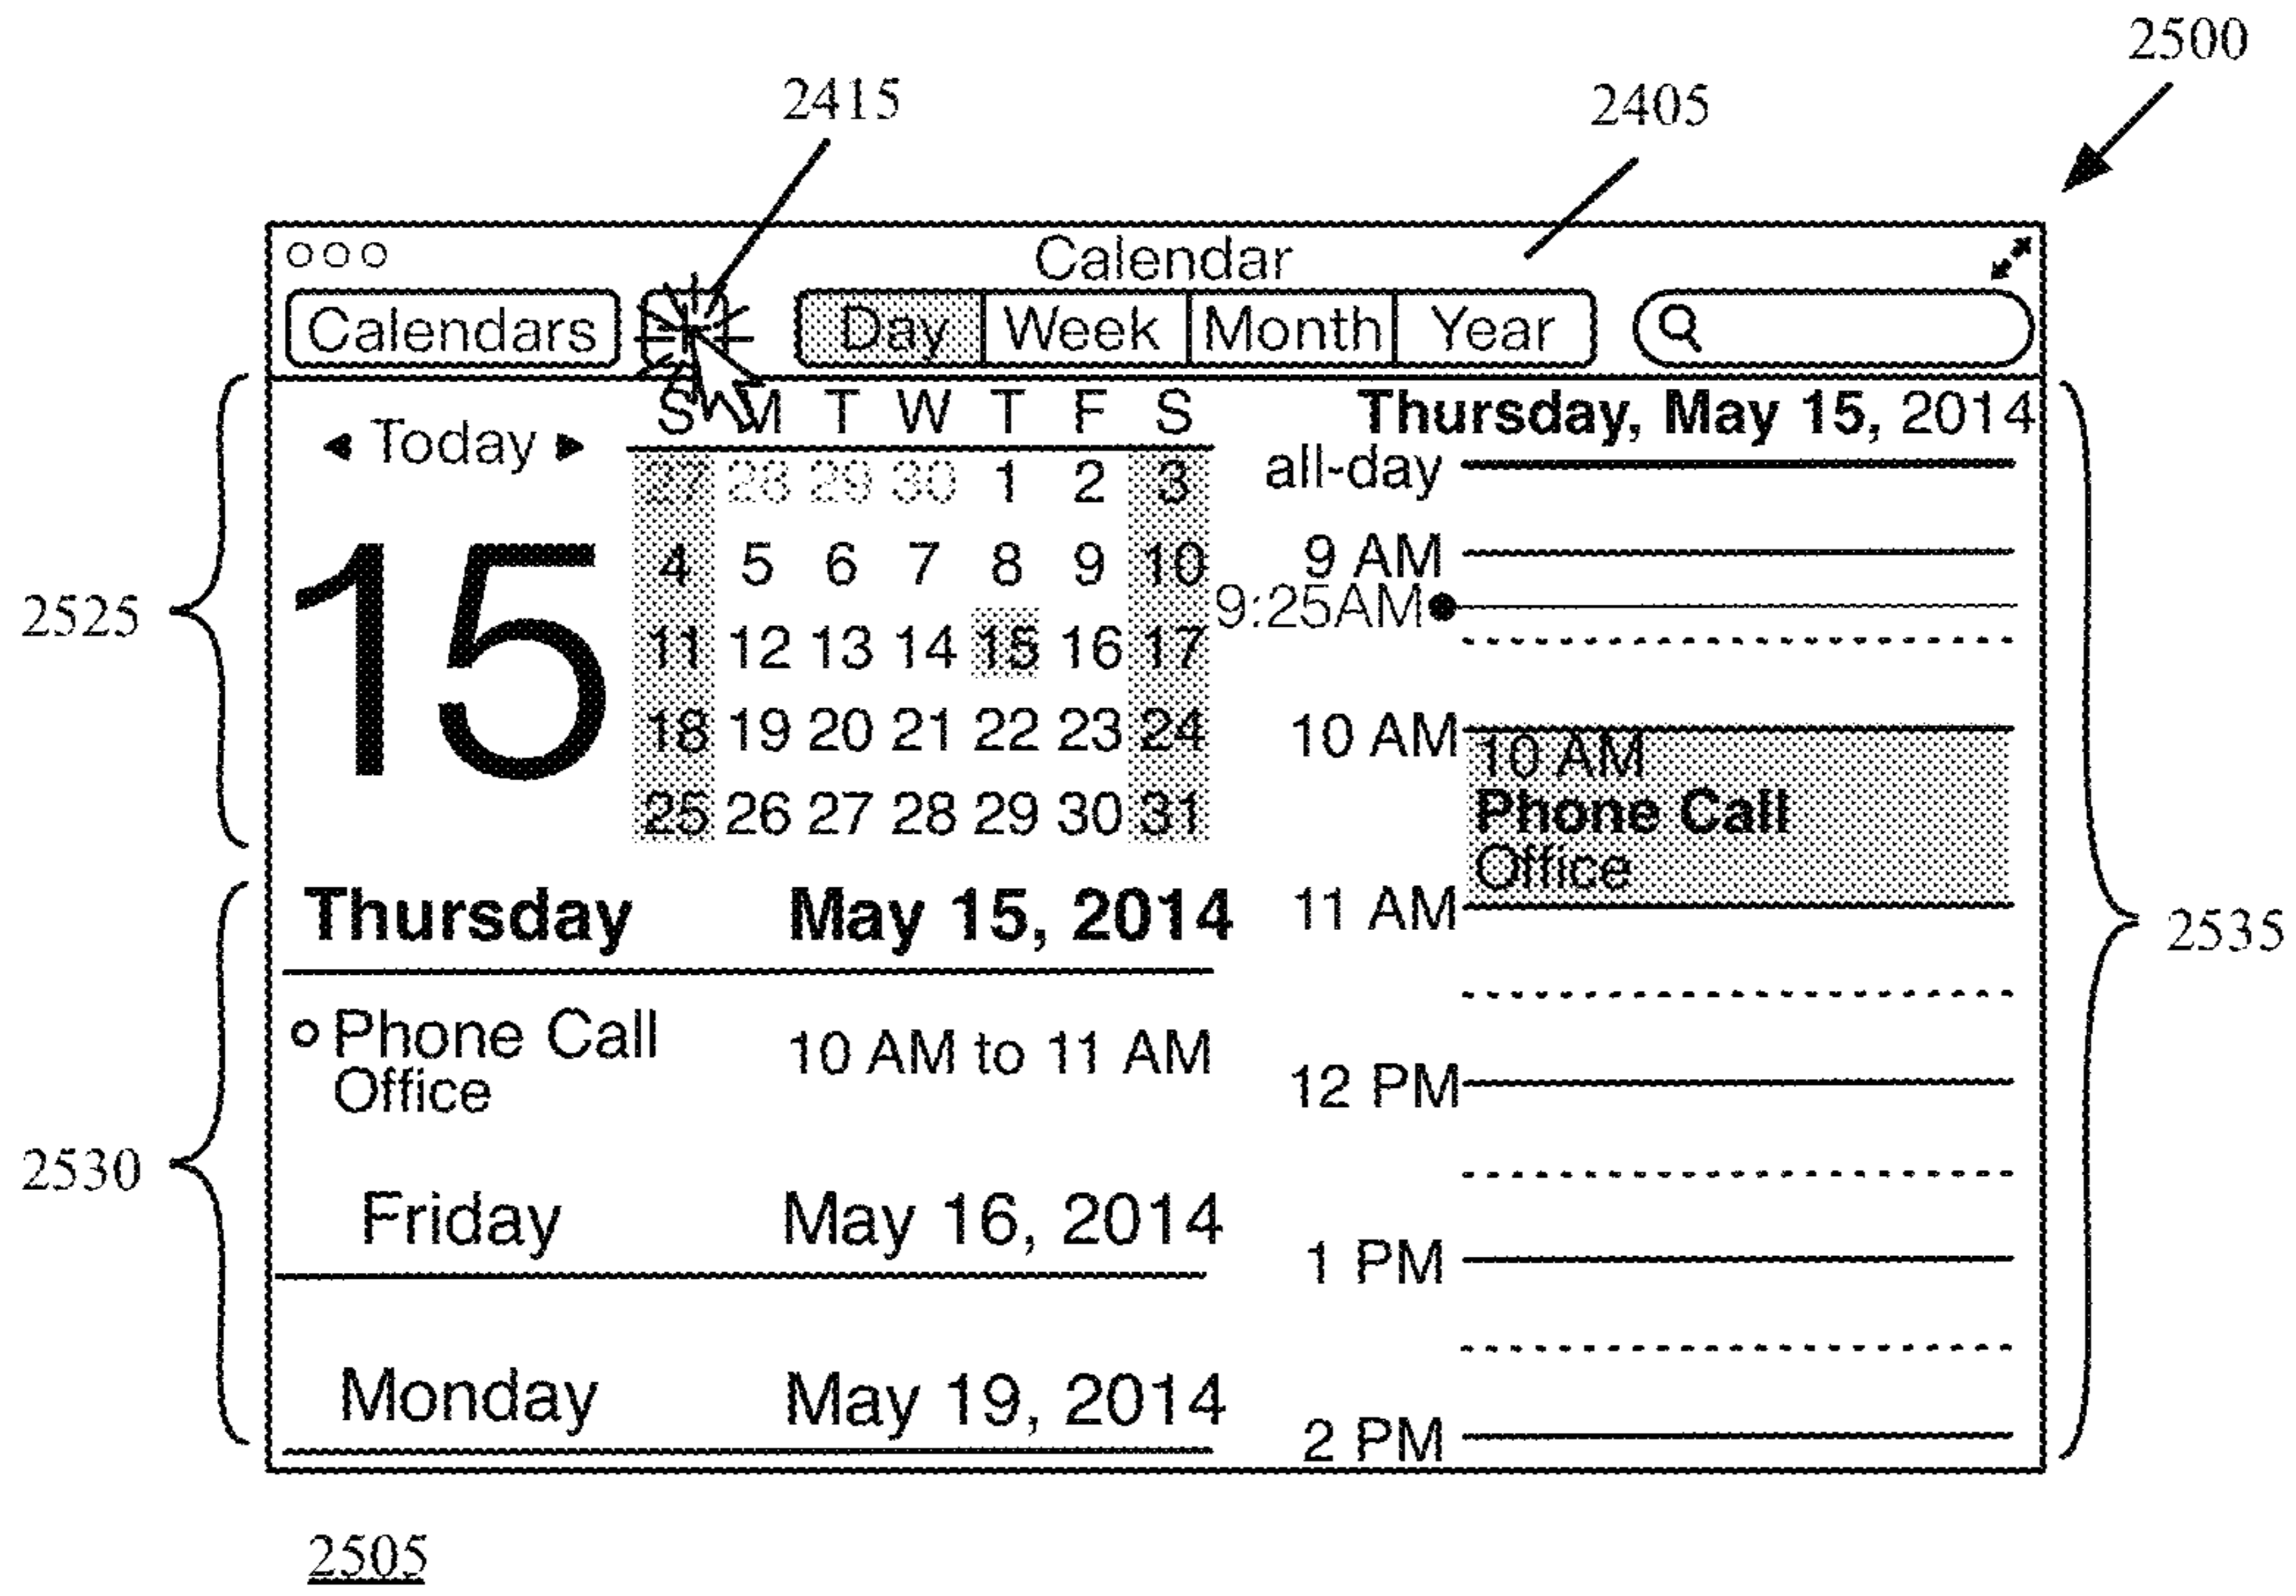 2500
2415
2405
Calendar
Calendars
Day Week Month Year
S M T W T F S
Thursday, May 15, 2014
Today
all-day
27 28 29 30 1 2 3
9 AM
4 5 6 7 8 9 10
9:25AM
15
2525
11 12 13 14 15 16 17
18 19 20 21 22 23 24
10 AM
10 AM
Phone Call
Office
25 26 27 28 29 30 31
Thursday May 15, 2014
11 AM
2535
Phone Call
Office
10 AM to 11 AM
12 PM
2530
Friday May 16, 2014
1 PM
Monday May 19, 2014
2 PM
2505